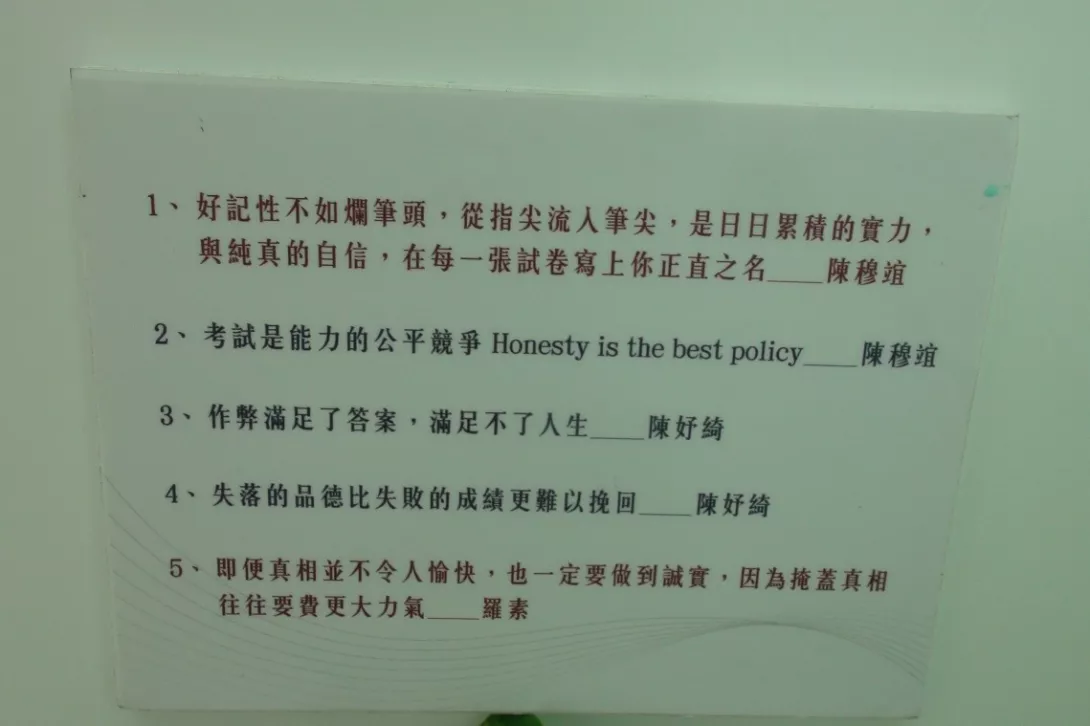 1、好記性不如爛筆頭，從指尖流入筆尖，是日日累積的實力，
與純真的自信，在每一張試卷寫上你正直之名____陳穆誼
2、考試是能力的公平競爭 Honesty is the best policy____陳穆誼
3、作弊滿足了答案，滿足不了人生____陳妤綺
4、失落的品德比失敗的成績更難以挽回____陳妤綺
5、即便真相並不令人愉快，也一定要做到誠實，因為掩蓋真相
往往要費更大力氣____羅素